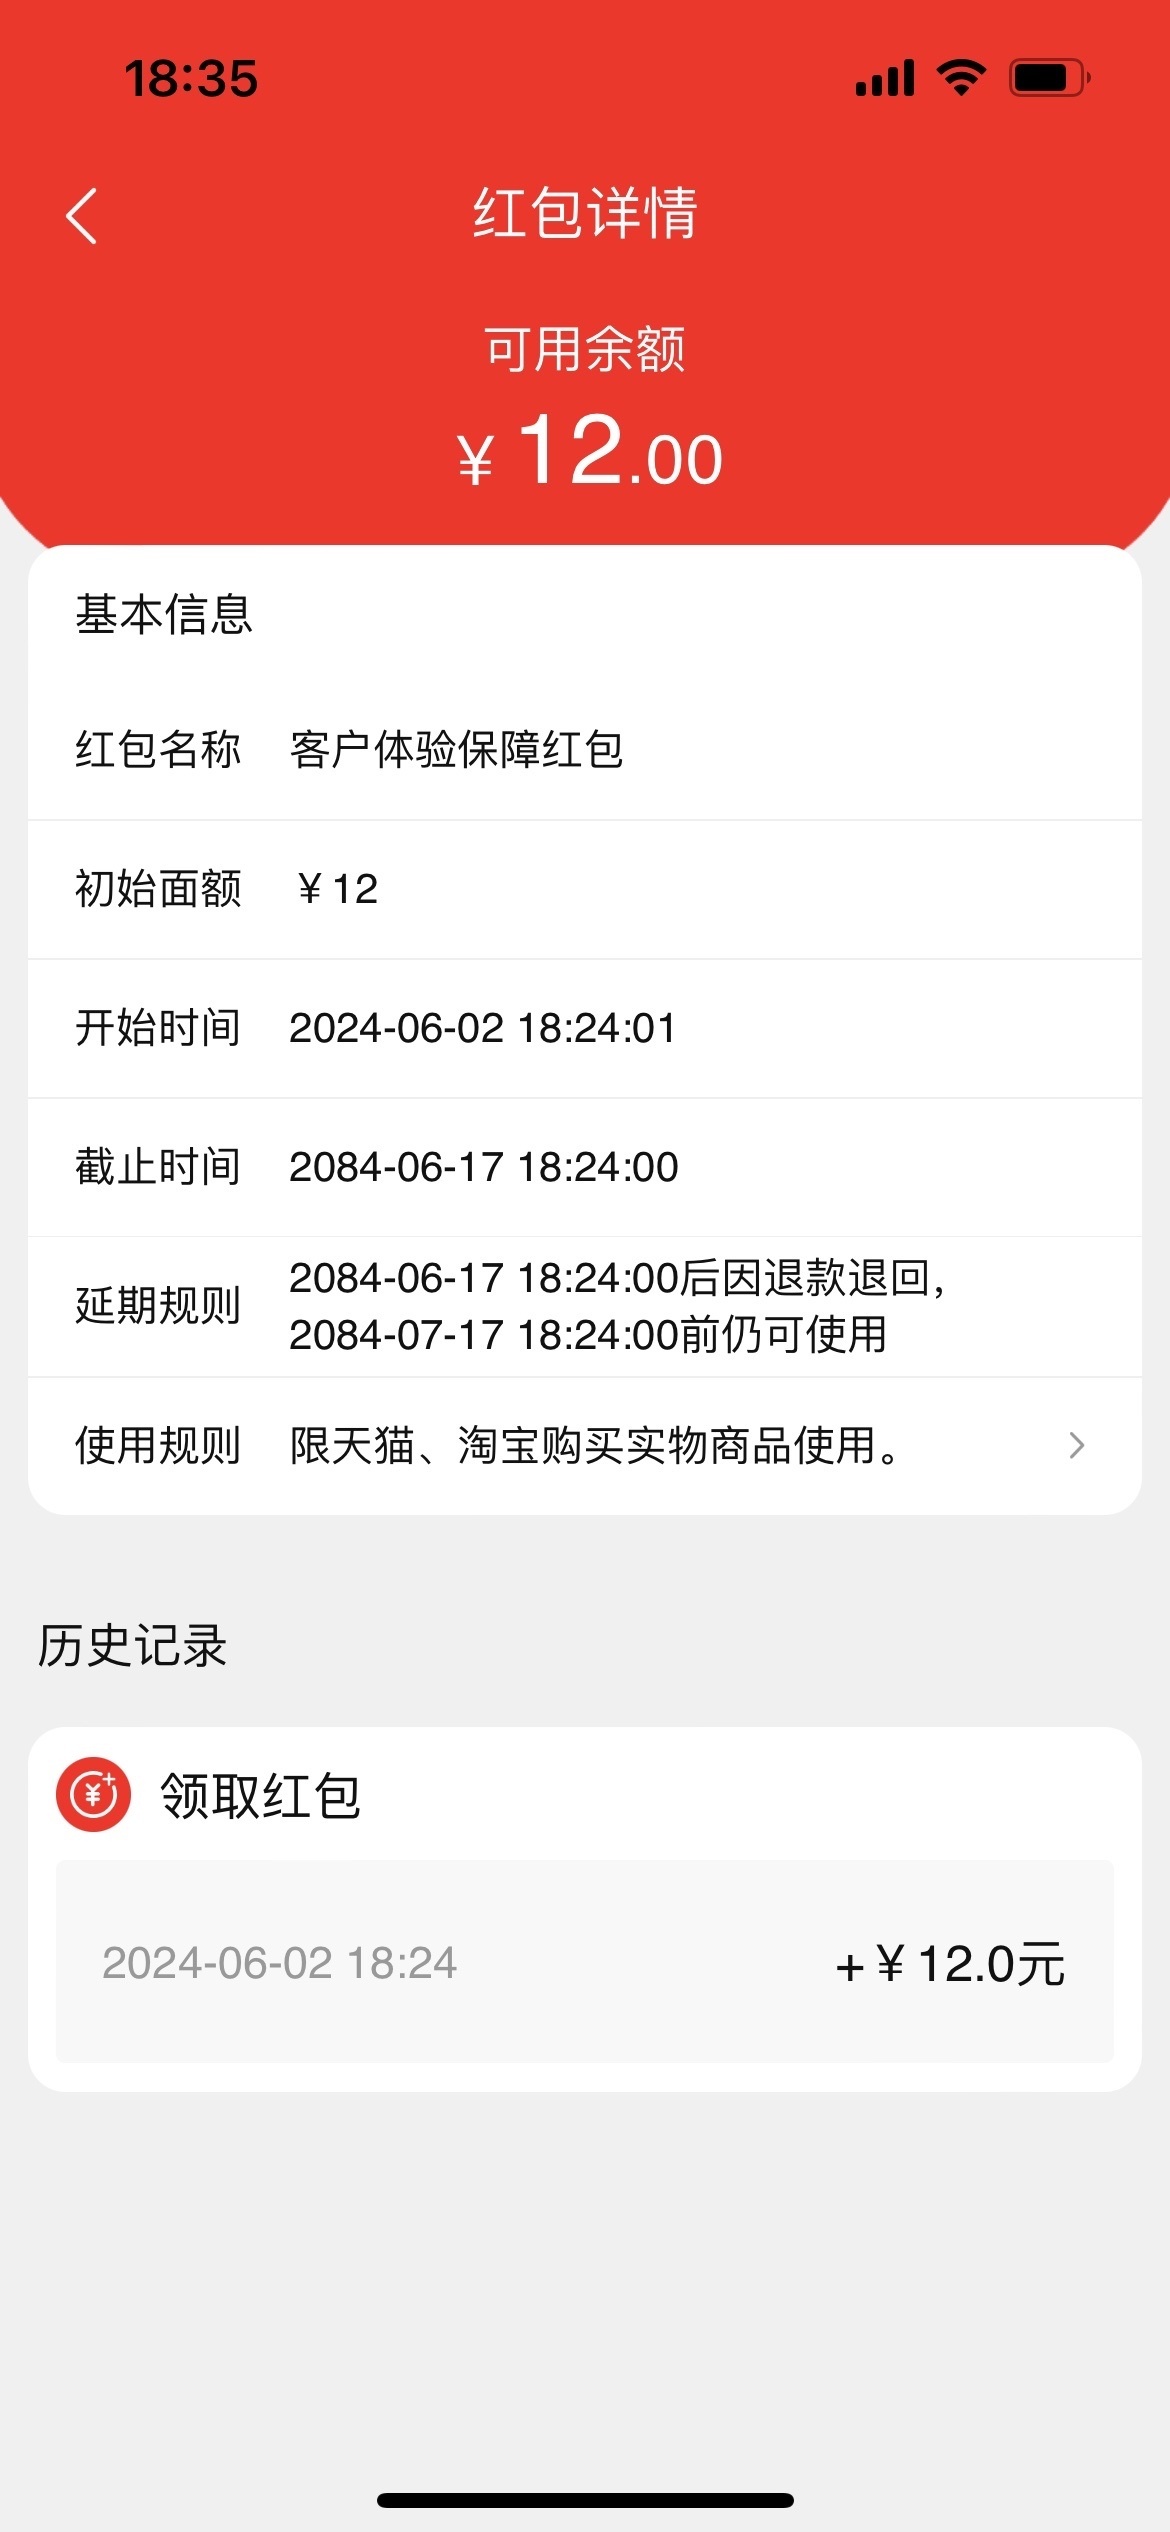 18:35
红包详情
可用余额
¥12.00
基本信息
红包名称 客户体验保障红包
初始面额 ¥12
开始时间 2024-06-02 18:24:01
截止时间 2084-06-17 18:24:00
延期规则 2084-06-17 18:24:00后因退款退回，
2084-07-17 18:24:00前仍可使用
使用规则 限天猫、淘宝购买实物商品使用。
历史记录
领取红包
2024-06-02 18:24 +¥12.0元